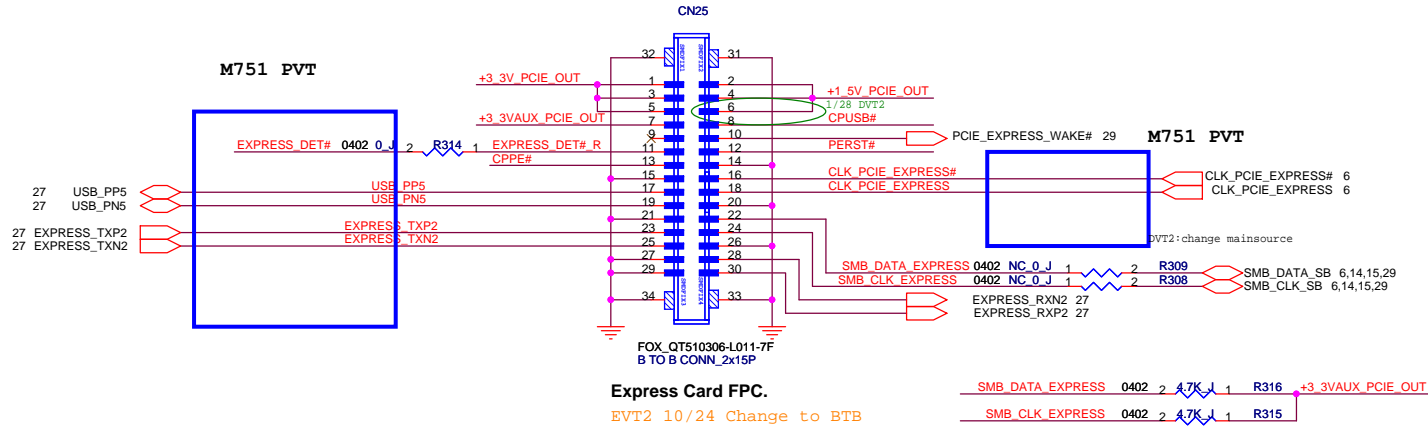 CN25
M751 PVT
32 SMDFIX1 SMDFIX2 31
+3_3V_PCIE_OUT 1 2
3 4 +1_5V_PCIE_OUT
5 6 1/28 DVT2
+3_3VAUX_PCIE_OUT 7 8 CPUSB#
9 10 PCIE_EXPRESS_WAKE# 29
M751 PVT
EXPRESS_DET# 0402 0_J 2 R314 1 EXPRESS_DET#_R 11 12 PERST#
CPPE# 13 14
15 16 CLK_PCIE_EXPRESS# CLK_PCIE_EXPRESS# 6
27 USB_PP5 USB_PP5 17 18 CLK_PCIE_EXPRESS CLK_PCIE_EXPRESS 6
27 USB_PN5 USB_PN5 19 20
21 22
27 EXPRESS_TXP2 EXPRESS_TXP2 23 24
27 EXPRESS_TXN2 EXPRESS_TXN2 25 26
DVT2:change mainsource
27 28
29 30
SMB_DATA_EXPRESS 0402 NC_0_J 1 2 R309 SMB_DATA_SB 6,14,15,29
SMB_CLK_EXPRESS 0402 NC_0_J 1 2 R308 SMB_CLK_SB 6,14,15,29
34 SMDFIX3 SMDFIX4 33
EXPRESS_RXN2 27
EXPRESS_RXP2 27
FOX_QT510306-L011-7F
B TO B CONN_2x15P
Express Card FPC.
EVT2 10/24 Change to BTB
SMB_DATA_EXPRESS 0402 2 4.7K_J 1 R316 +3_3VAUX_PCIE_OUT
SMB_CLK_EXPRESS 0402 2 4.7K_J 1 R315